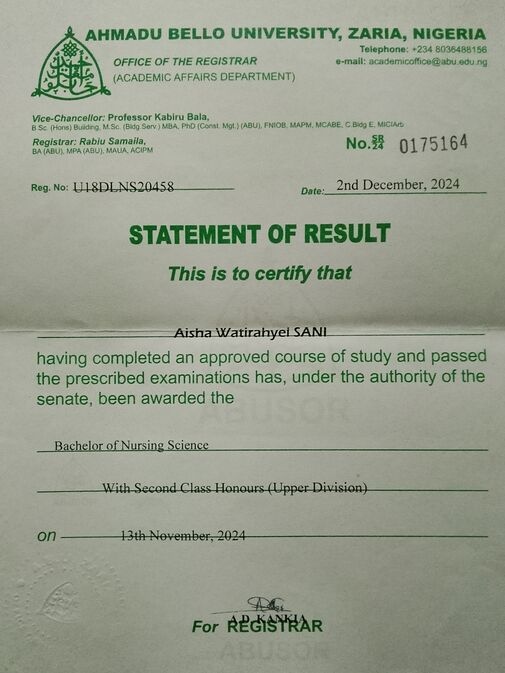 AHMADU BELLO UNIVERSITY, ZARIA, NIGERIA
Telephone: +234 8036488156
OFFICE OF THE REGISTRAR
e-mail: academicoffice@abu.edu.ng
(ACADEMIC AFFAIRS DEPARTMENT)
Vice-Chancellor: Professor Kabiru Bala,
B.Sc. (Hons) Building, M.Sc. (Bldg.Serv.) MBA, PhD (Const. Mgt.) (ABU), FNIOB, MAPM, MCABE, C.Bldg E, MICIArb
Registrar: Rabiu Samaila,
BA (ABU), MPA (ABU), MAUA, ACIPM
No. SR 24 0175164
Reg. No: U18DLNS20458
Date: 2nd December, 2024
STATEMENT OF RESULT
This is to certify that
Aisha Watirahyel SANI
having completed an approved course of study and passed
the prescribed examinations has, under the authority of the
senate, been awarded the
ABUSOR
Bachelor of Nursing Science
With Second Class Honours (Upper Division)
on 13th November, 2024
A.D. KANKIA
For REGISTRAR
ABUSOR